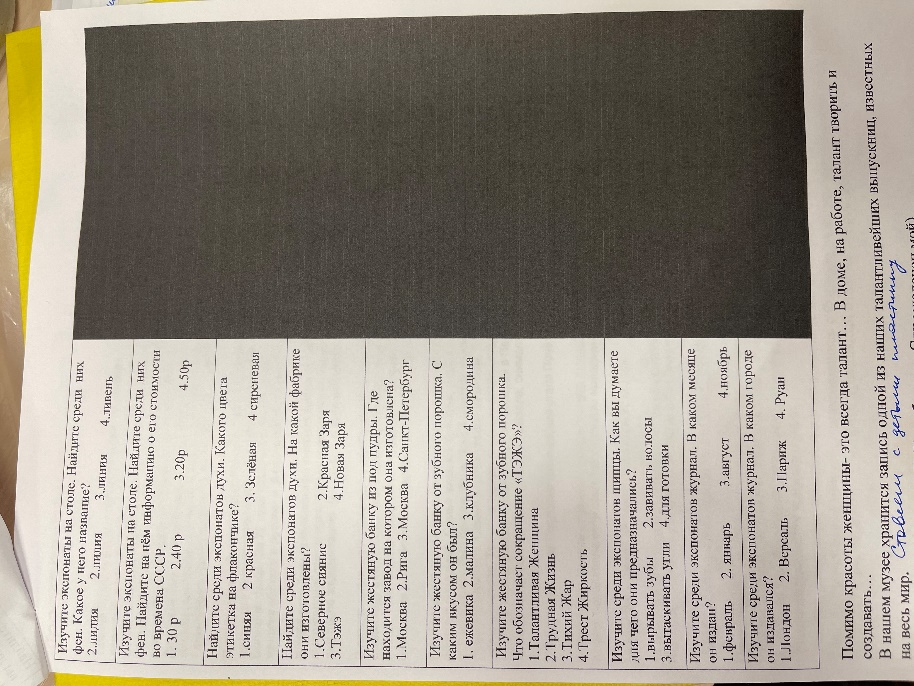 Изучите экспонаты на столе. Найдите среди них
фен. Какое у него название?
2.лидия 2.лиция 3.линия 4.ливень
Изучите экспонаты на столе. Найдите среди них
фен. Найдите на нём информацию о его стоимости
во времена СССР.
1. 30 р 2.40 р 3.20р 4.50р
Найдите среди экспонатов духи. Какого цвета
этикетка на флакончике?
1.синяя 2 красная 3. Зелёная 4 сиреневая
Найдите среди экспонатов духи. На какой фабрике
они изготовлены?
1.Северное сияние 2.Красная Заря
3.Тэжэ 4.Новая Заря
Изучите жестяную банку из под пудры. Где
находится завод на котором она изготовлена?
1.Москва 2.Рига 3.Москва 4.Санкт-Петербург
Изучите жестяную банку от зубного порошка. С
каким вкусом он был?
1. ежевика 2.малина 3.клубника 4.смородина
Изучите жестяную банку от зубного порошка.
Что обозначает сокращение «ТЭЖЭ»?
1.Талантливая Женщина
2.Трудная Жизнь
3.Тихий Жар
4.Трест Жиркость
Изучите среди экспонатов щипцы. Как вы думаете
для чего они предназначались?
1.вырывать зубы 2.завивать волосы
3. вытаскивать угли 4.для готовки
Изучите среди экспонатов журнал. В каком месяце
он издан?
1.февраль 2. январь 3.август 4.ноябрь
Изучите среди экспонатов журнал. В каком городе
он издавался?
1.Лондон 2. Версаль 3.Париж 4. Руан
Помимо красоты женщины- это всегда талант… В доме, на работе, талант творить и
создавать…
В нашем музее хранится запись одной из наших талантливейших выпускниц, известных
на весь мир. Ставим с детьми пластинку